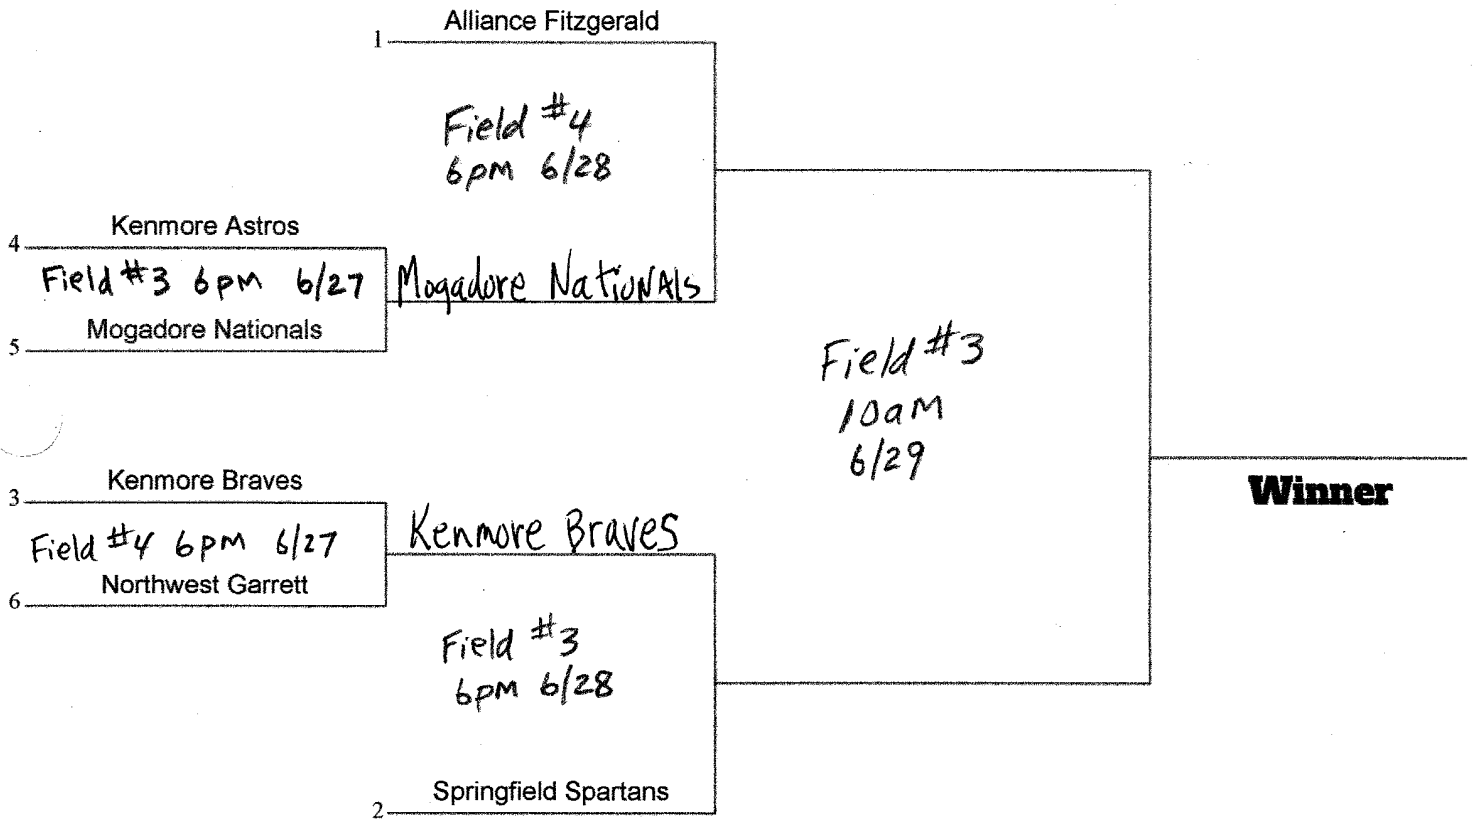 Alliance Fitzgerald
1
Field #4
6pm 6/28
Kenmore Astros
4
Field #3 6pm 6/27
Mogadore Nationals
Mogadore Nationals
5
Field #3
10am
6/29
Kenmore Braves
3
Winner
Kenmore Braves
Field #4 6pm 6/27
Northwest Garrett
6
Field #3
6pm 6/28
Springfield Spartans
2